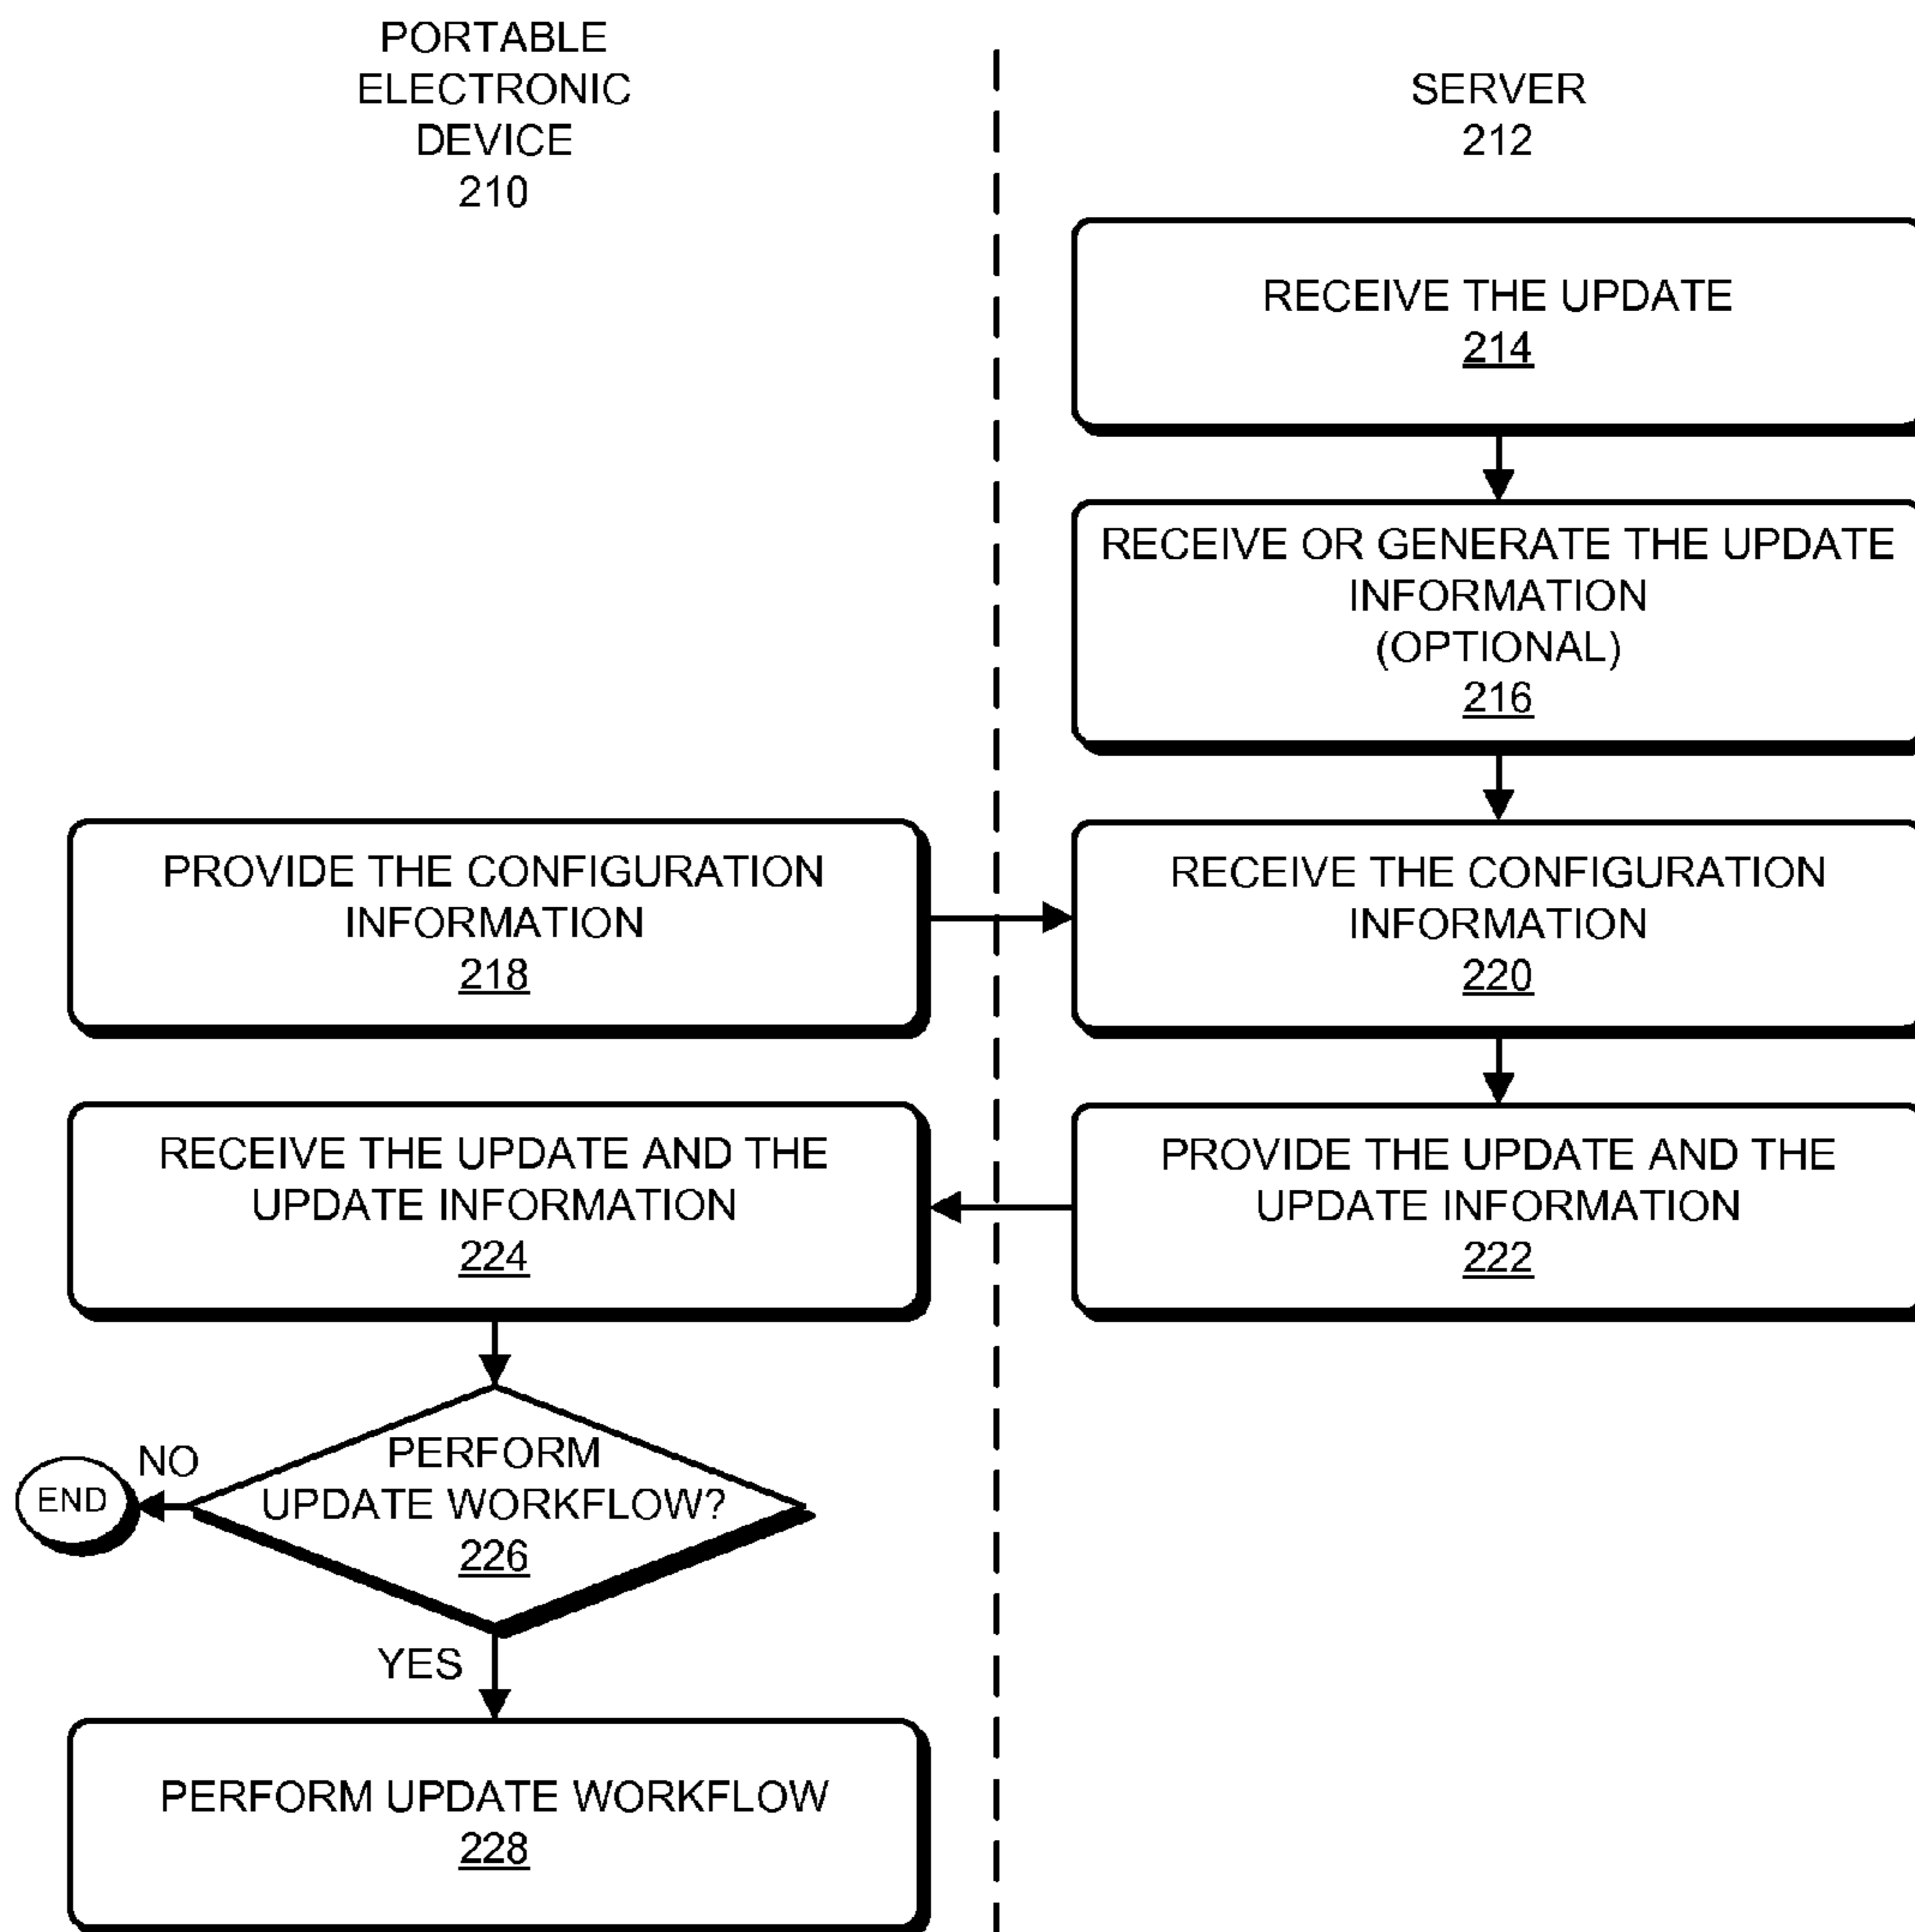 PORTABLE
ELECTRONIC
DEVICE
210
SERVER
212
RECEIVE THE UPDATE
214
RECEIVE OR GENERATE THE UPDATE
INFORMATION
(OPTIONAL)
216
PROVIDE THE CONFIGURATION
INFORMATION
218
RECEIVE THE CONFIGURATION
INFORMATION
220
PROVIDE THE UPDATE AND THE
UPDATE INFORMATION
222
RECEIVE THE UPDATE AND THE
UPDATE INFORMATION
224
PERFORM
UPDATE WORKFLOW?
226
NO
END
YES
PERFORM UPDATE WORKFLOW
228